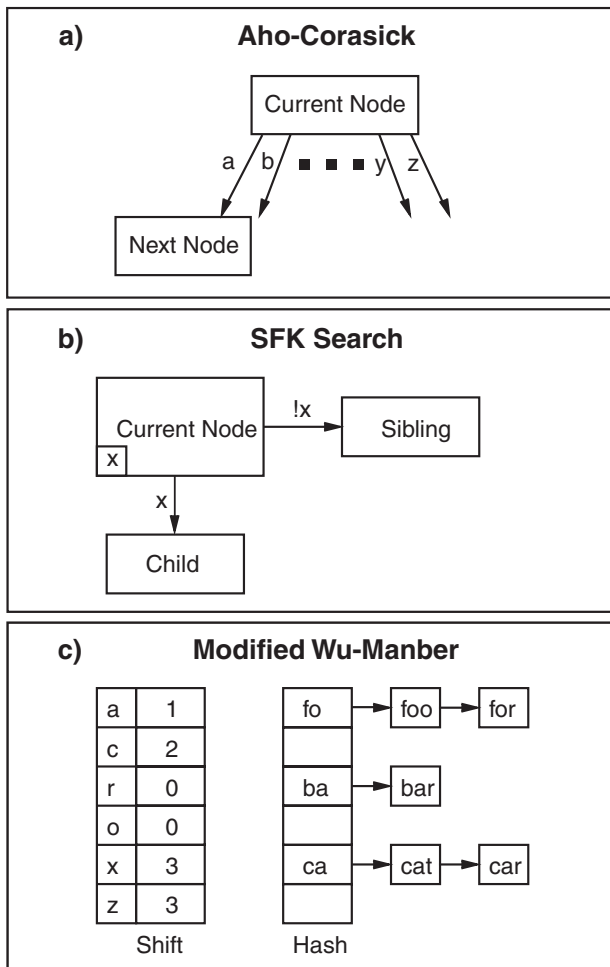 a) Aho-Corasick
Current Node
a b y z
Next Node
b) SFK Search
Current Node
x
!x
Sibling
x
Child
c) Modified Wu-Manber
a 1 fo foo for
c 2
r 0 ba bar
o 0
x 3 ca cat car
z 3
Shift Hash